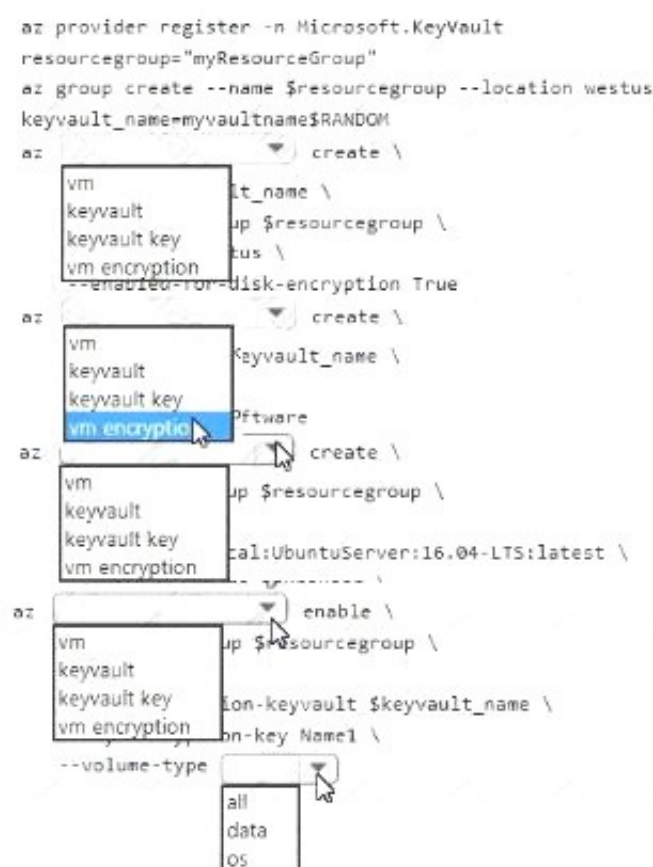 az provider register -n Microsoft.KeyVault
resourcegroup="myResourceGroup"
az group create --name $resourcegroup --location westus
keyvault_name=myvaultname$RANDOM
az create \
vm
keyvault
keyvault key
vm encryption
lt_name \
up $resourcegroup \
tus \
--enabled-for-disk-encryption True
az create \
vm
keyvault
keyvault key
vm encryptio
eyvault_name \
ftware
az create \
vm
keyvault
keyvault key
vm encryption
up $resourcegroup \
cal:UbuntuServer:16.04-LTS:latest \
az enable \
vm
keyvault
keyvault key
vm encryption
up $resourcegroup \
ion-keyvault $keyvault_name \
on-key Name1 \
--volume-type
all
data
os